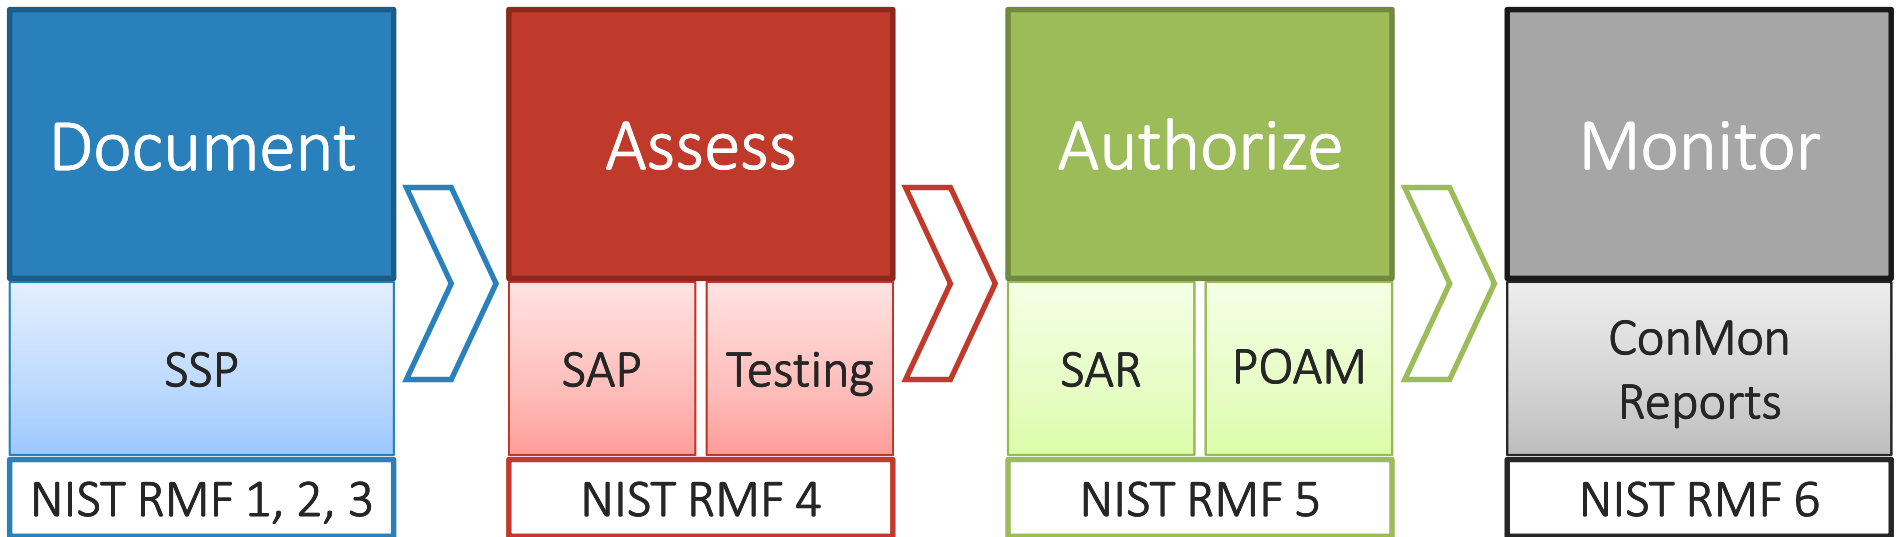 Document
Assess
Authorize
Monitor
SSP
SAP
Testing
SAR
POAM
ConMon
Reports
NIST RMF 1, 2, 3
NIST RMF 4
NIST RMF 5
NIST RMF 6